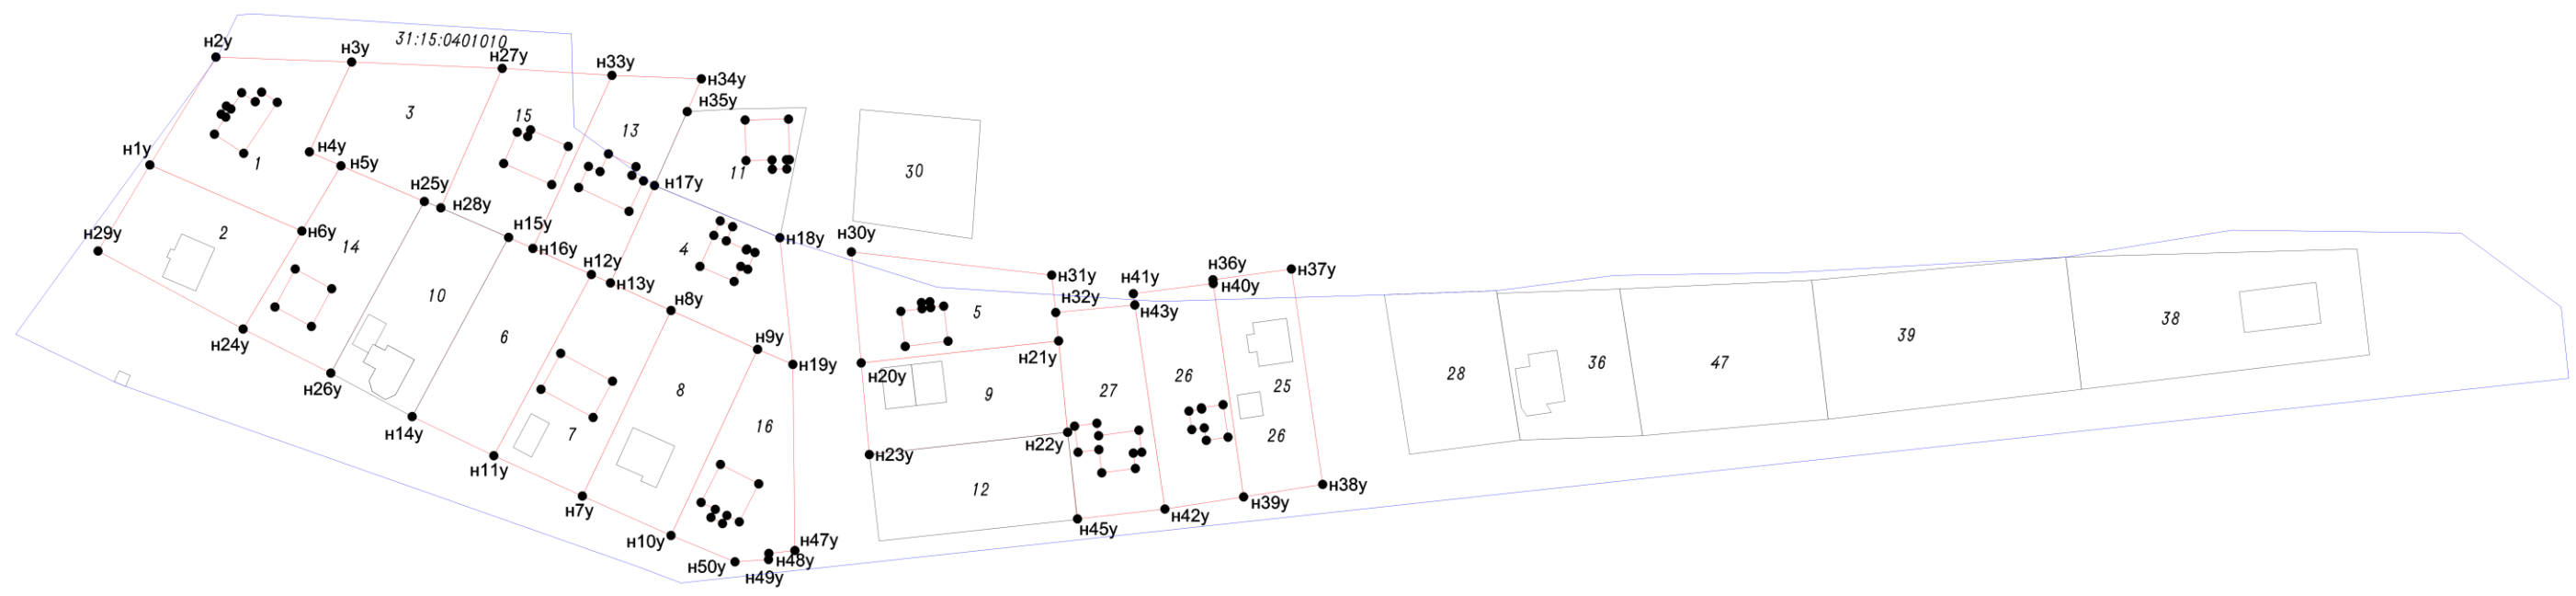 31:15:0401010
н2у
н3у
н27у
н33у
н34у
н35у
3
15
13
11
30
н1у
1
н4у
н5у
н25у
н28у
н17у
2
н29у
н6у
14
н15у
н16у
4
н18у
н30у
н12у
н13у
н31у
н41у
н36у
н37у
н40у
10
н8у
н32у
н43у
5
38
н24у
6
н9у
н21у
39
н26у
н19у
н20у
28
36
47
8
9
27
26
25
н14у
7
16
н22у
26
н11у
н23у
12
н7у
н38у
н39у
н42у
н45у
н10у
н47у
н48у
н50у
н49у